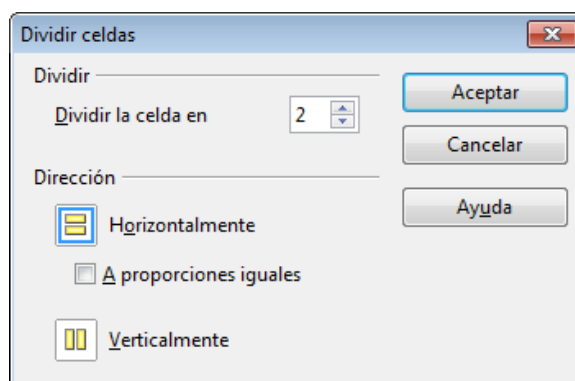 Dividir celdas
Dividir
Dividir la celda en 2
Aceptar
Cancelar
Dirección
Ayuda
Horizontalmente
A proporciones iguales
Verticalmente